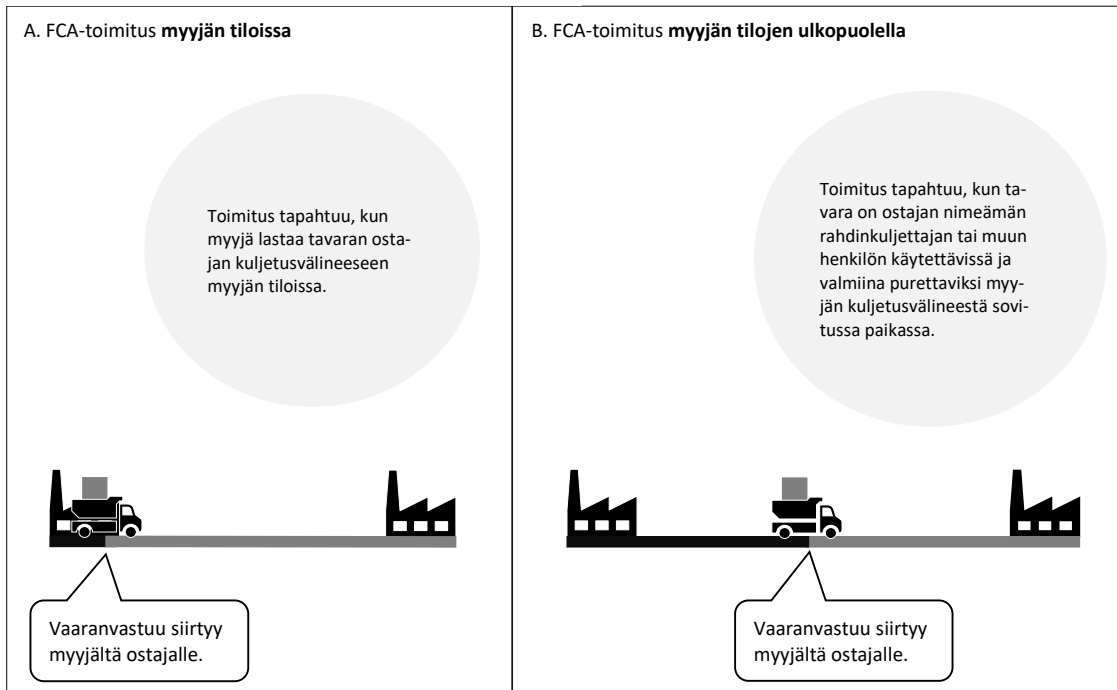 A. FCA-toimitus myyjän tiloissa
Toimitus tapahtuu, kun
myyjä lastaa tavaran osta-
jan kuljetusvälineeseen
myyjän tiloissa.
Vaaranvastuu siirtyy
myyjältä ostajalle.
B. FCA-toimitus myyjän tilojen ulkopuolella
Toimitus tapahtuu, kun ta-
vara on ostajan nimeämän
rahdinkuljettajan tai muun
henkilön käytettävissä ja
valmiina purettaviksi myy-
jän kuljetusvälineestä sovi-
tussa paikassa.
Vaaranvastuu siirtyy
myyjältä ostajalle.